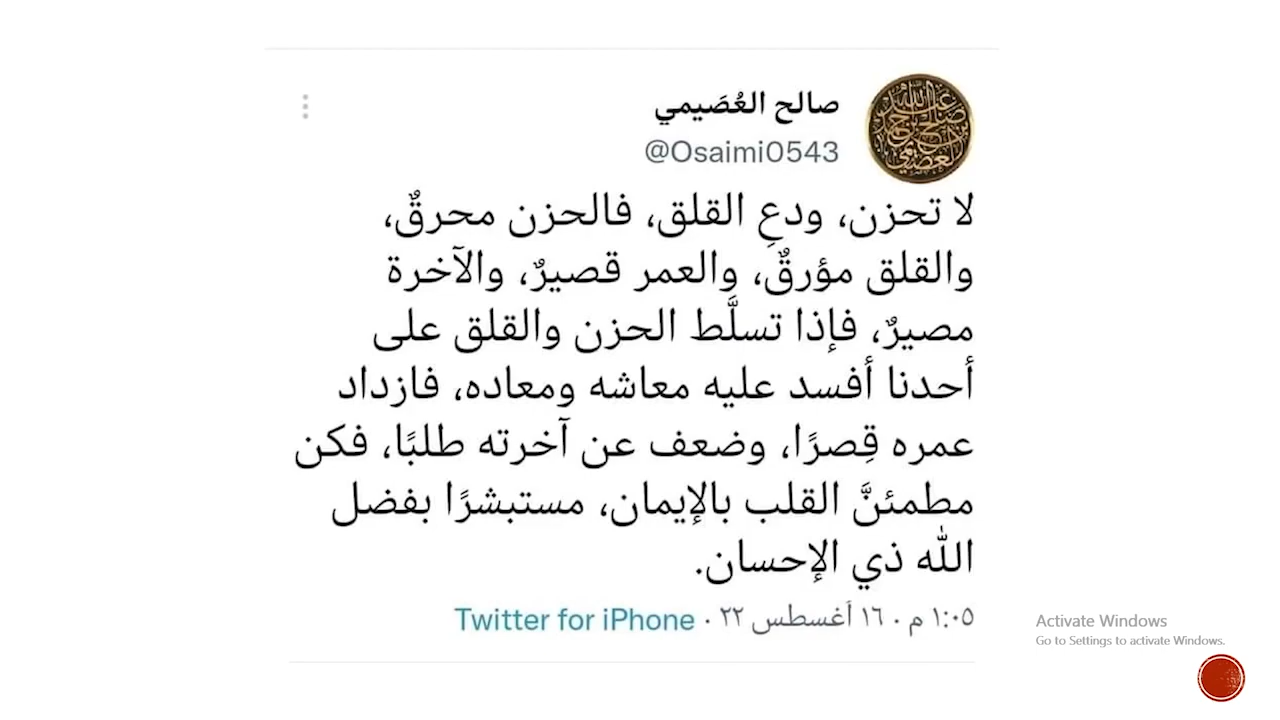 صالح العُصَيمي
@Osaimi0543
لا تحزن، ودعِ القلق، فالحزن محرقٌ،
والقلق مؤرقٌ، والعمر قصيرٌ، والآخرة
مصيرٌ، فإذا تسلَّط الحزن والقلق على
أحدنا أفسد عليه معاشه ومعاده، فازداد
عمره قِصرًا، وضعف عن آخرته طلبًا، فكن
مطمئنَّ القلب بالإيمان، مستبشرًا بفضل
الله ذي الإحسان.
١:٠٥ م · ١٦ أغسطس ٢٢ · Twitter for iPhone
Activate Windows
Go to Settings to activate Windows.